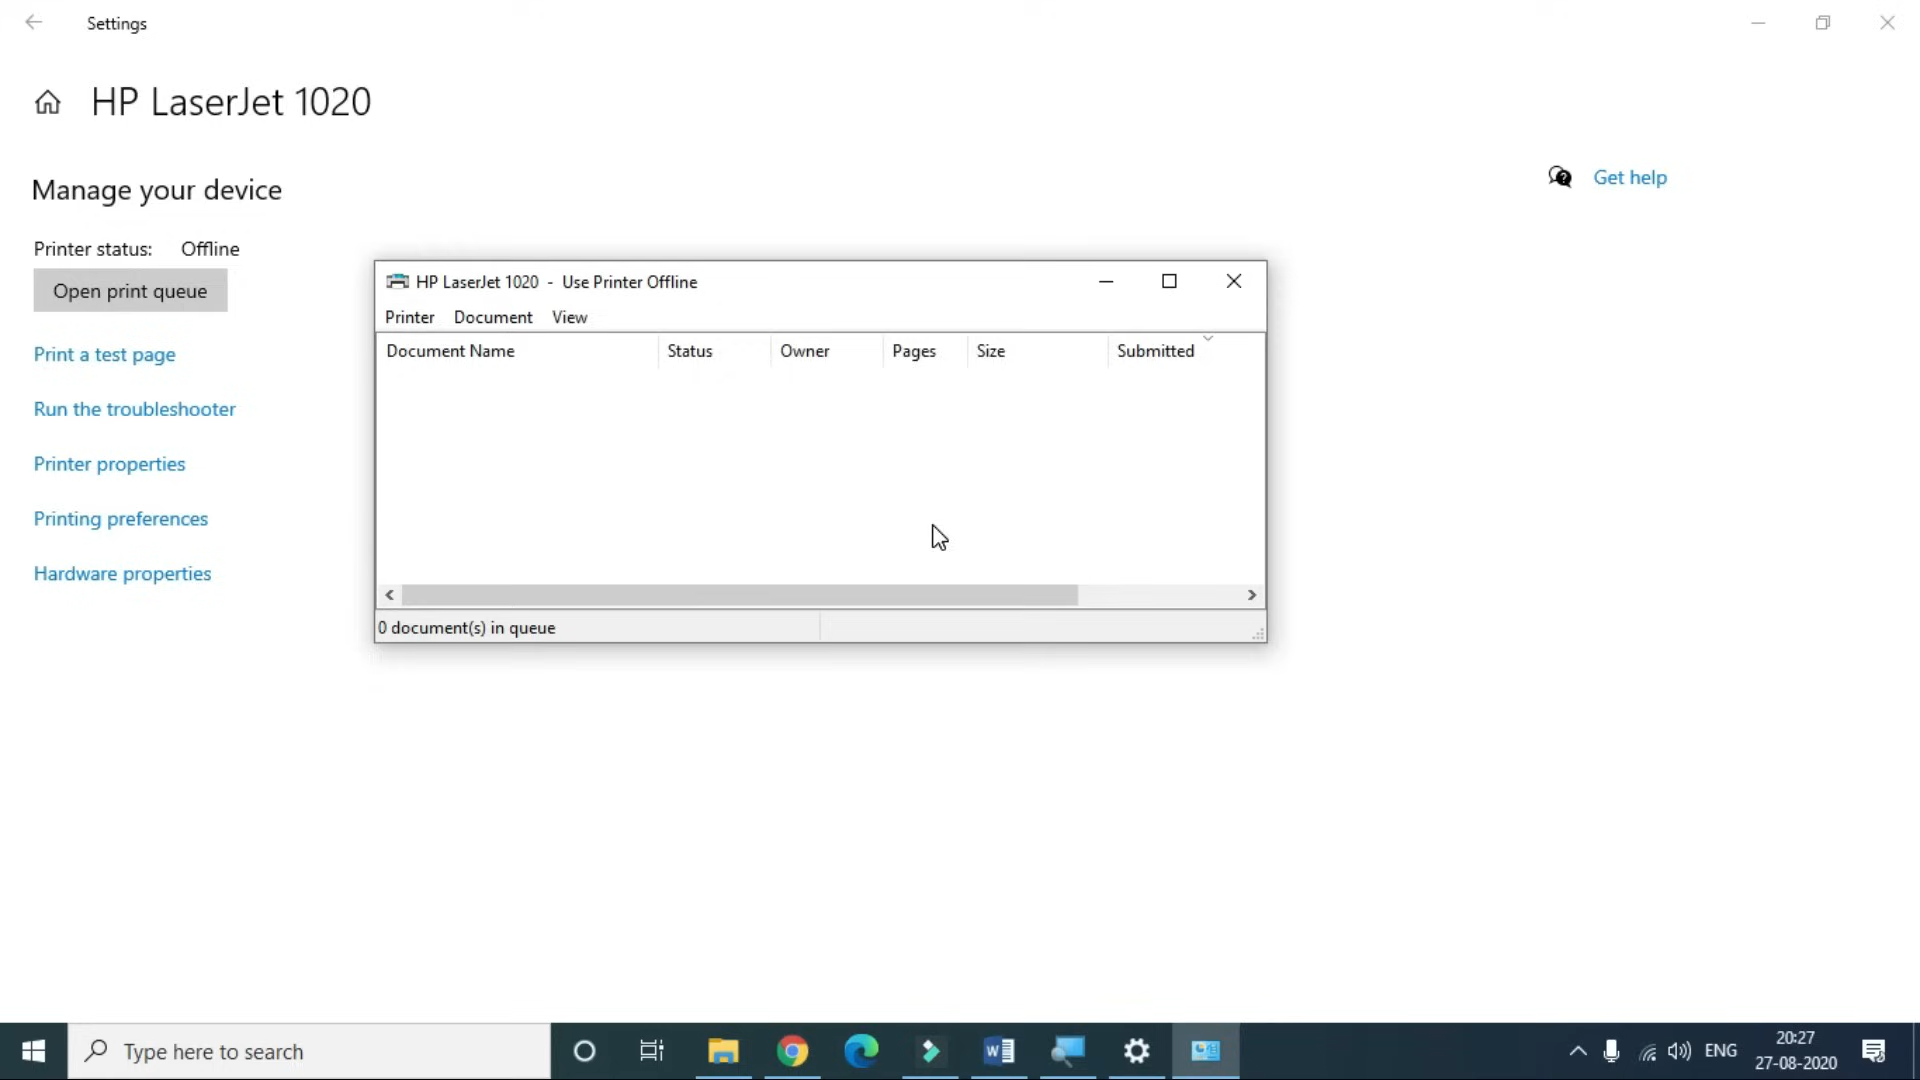 Settings
HP LaserJet 1020
Manage your device
Get help
Printer status: Offline
Open print queue
Print a test page
Run the troubleshooter
Printer properties
Printing preferences
Hardware properties
HP LaserJet 1020 - Use Printer Offline
Printer Document View
Document Name Status Owner Pages Size Submitted
0 document(s) in queue
Type here to search
ENG
20:27
27-08-2020